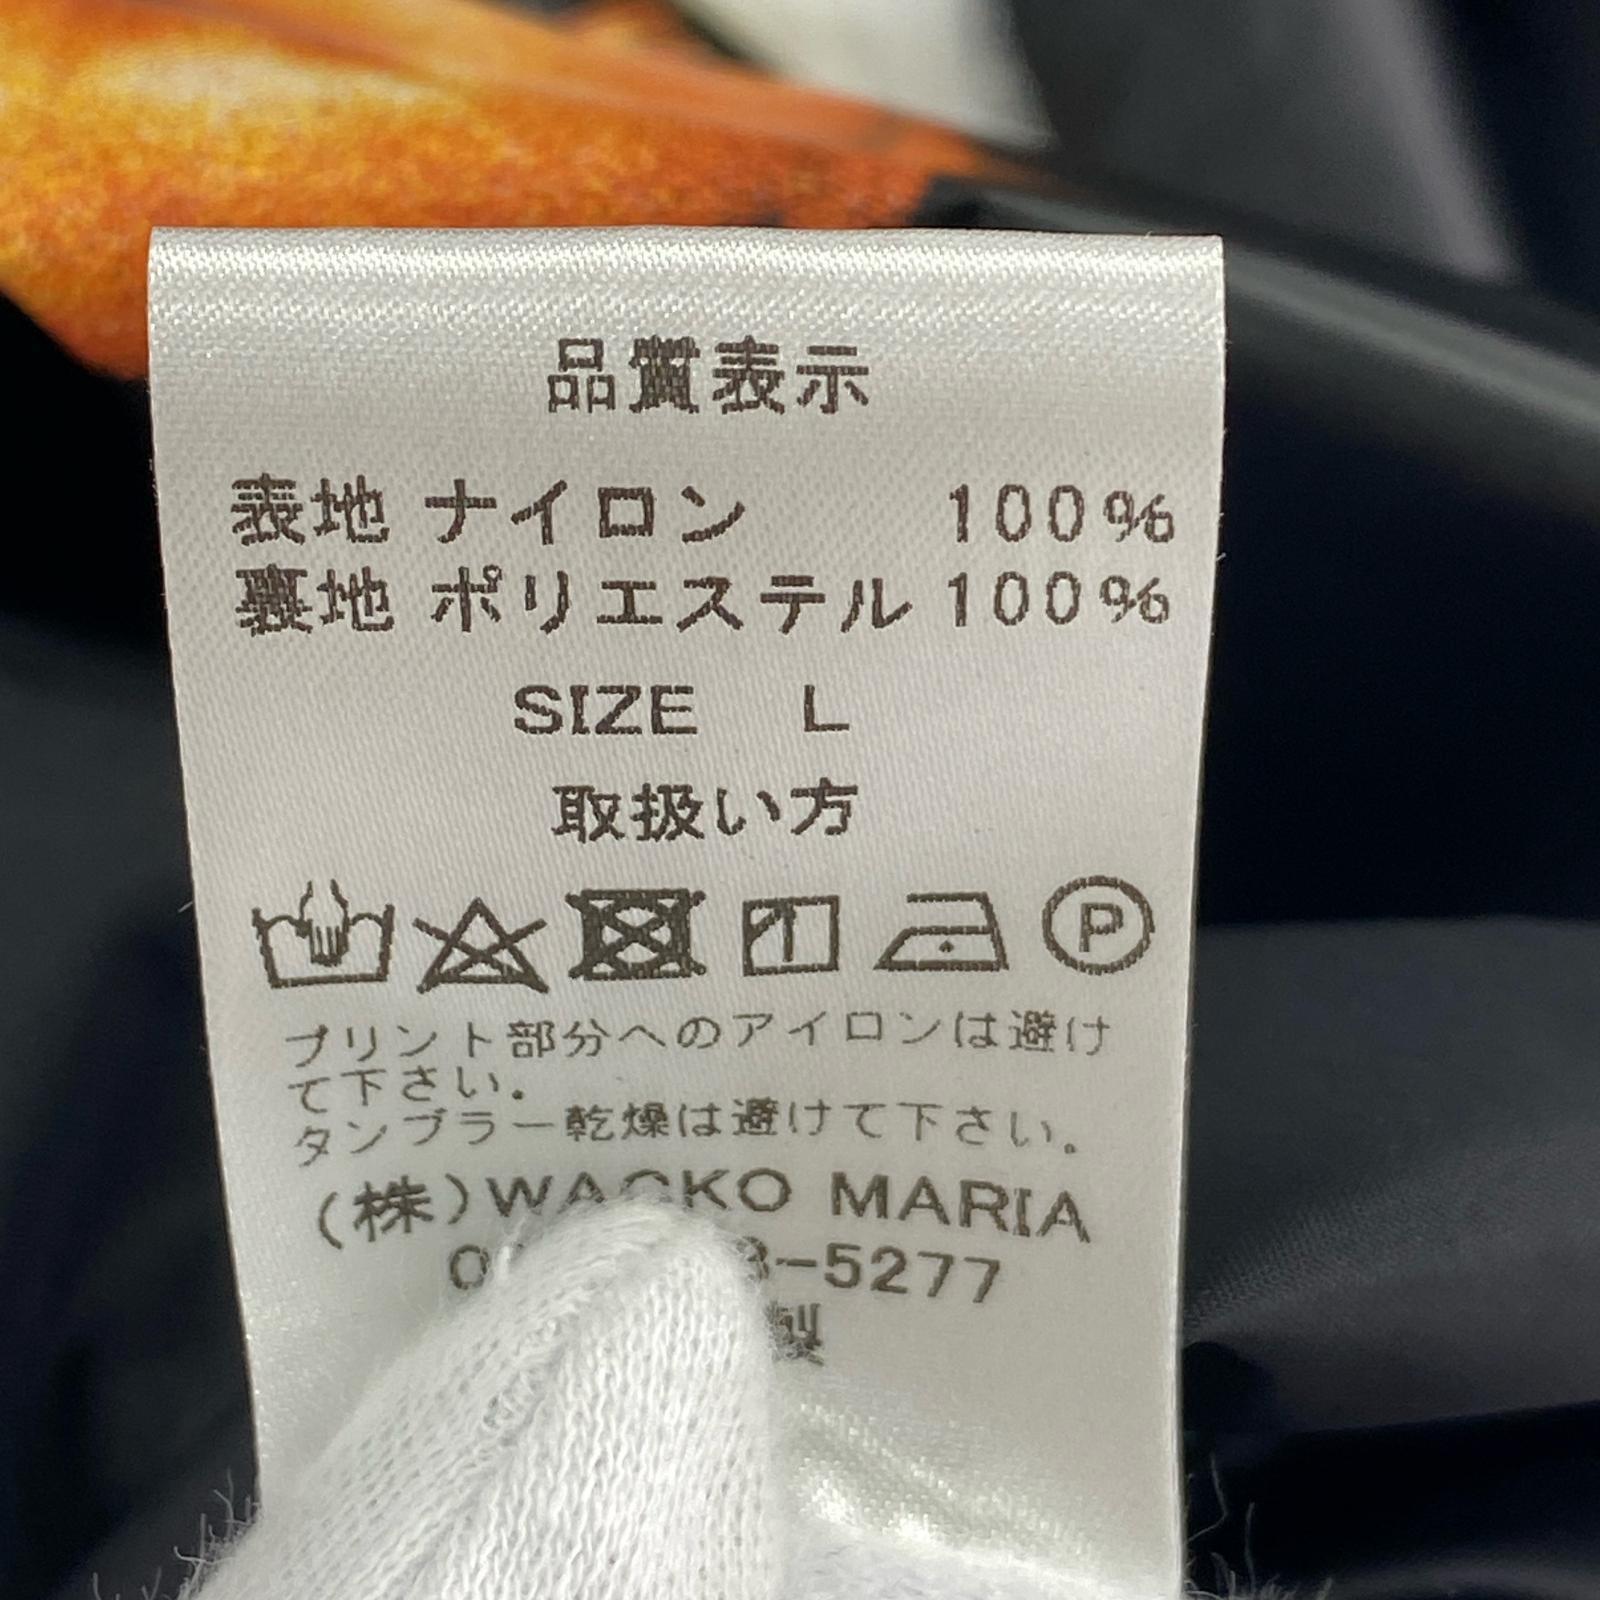 品質表示
表地 ナイロン 100%
裏地 ポリエステル 100%
SIZE L
取扱い方
P
プリント部分へのアイロンは避け
て下さい。
タンブラー乾燥は避けて下さい。
(株)WACKO MARIA
-5277
製